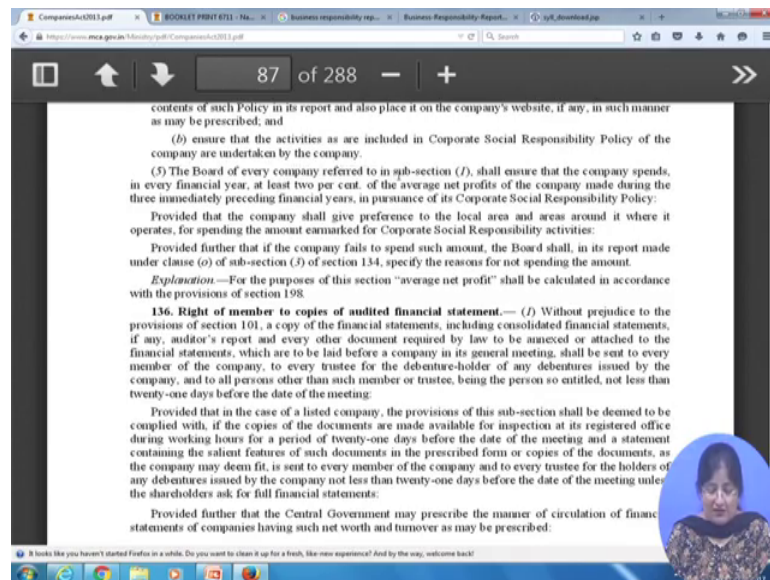 CompaniesAct2013.pdf
BOOKLET PRINT 6711 - Na...
business responsibility rep...
Business-Responsibility-Report...
syll_download.jsp
https://www.mca.gov.in/Ministry/pdf/CompaniesAct2013.pdf
Search
87 of 288
contents of such Policy in its report and also place it on the company's website, if any, in such manner
as may be prescribed; and
(b) ensure that the activities as are included in Corporate Social Responsibility Policy of the
company are undertaken by the company.
(5) The Board of every company referred to in sub-section (1), shall ensure that the company spends,
in every financial year, at least two per cent. of the average net profits of the company made during the
three immediately preceding financial years, in pursuance of its Corporate Social Responsibility Policy:
Provided that the company shall give preference to the local area and areas around it where it
operates, for spending the amount earmarked for Corporate Social Responsibility activities:
Provided further that if the company fails to spend such amount, the Board shall, in its report made
under clause (o) of sub-section (3) of section 134, specify the reasons for not spending the amount.
Explanation.—For the purposes of this section “average net profit” shall be calculated in accordance
with the provisions of section 198.
136. Right of member to copies of audited financial statement.— (1) Without prejudice to the
provisions of section 101, a copy of the financial statements, including consolidated financial statements,
if any, auditor's report and every other document required by law to be annexed or attached to the
financial statements, which are to be laid before a company in its general meeting, shall be sent to every
member of the company, to every trustee for the debenture-holder of any debentures issued by the
company, and to all persons other than such member or trustee, being the person so entitled, not less than
twenty-one days before the date of the meeting:
Provided that in the case of a listed company, the provisions of this sub-section shall be deemed to be
complied with, if the copies of the documents are made available for inspection at its registered office
during working hours for a period of twenty-one days before the date of the meeting and a statement
containing the salient features of such documents in the prescribed form or copies of the documents, as
the company may deem fit, is sent to every member of the company and to every trustee for the holders of
any debentures issued by the company not less than twenty-one days before the date of the meeting unles
the shareholders ask for full financial statements:
Provided further that the Central Government may prescribe the manner of circulation of financ
statements of companies having such net worth and turnover as may be prescribed:
It looks like you haven't started Firefox in a while. Do you want to clean it up for a fresh, like-new experience? And by the way, welcome back!